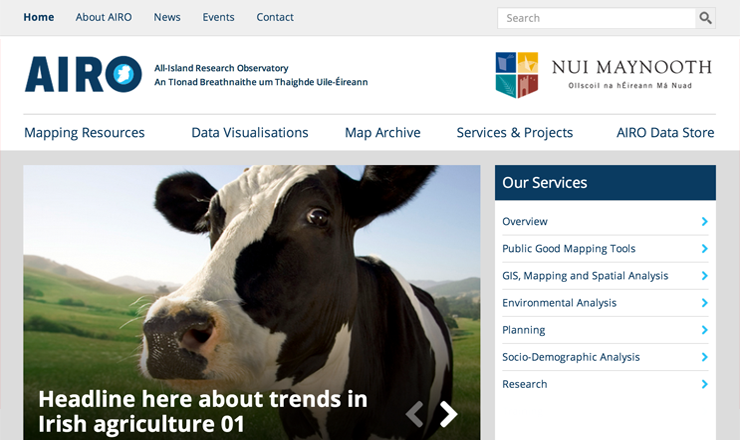 Home About AIRO News Events Contact
Search
AIRO
All-Island Research Observatory
An Tionad Breathnaithe um Thaighde Uile-Éireann
NUI MAYNOOTH
Ollscoil na hÉireann Má Nuad
Mapping Resources Data Visualisations Map Archive Services & Projects AIRO Data Store
Headline here about trends in
Irish agriculture 01
Our Services
Overview
Public Good Mapping Tools
GIS, Mapping and Spatial Analysis
Environmental Analysis
Planning
Socio-Demographic Analysis
Research